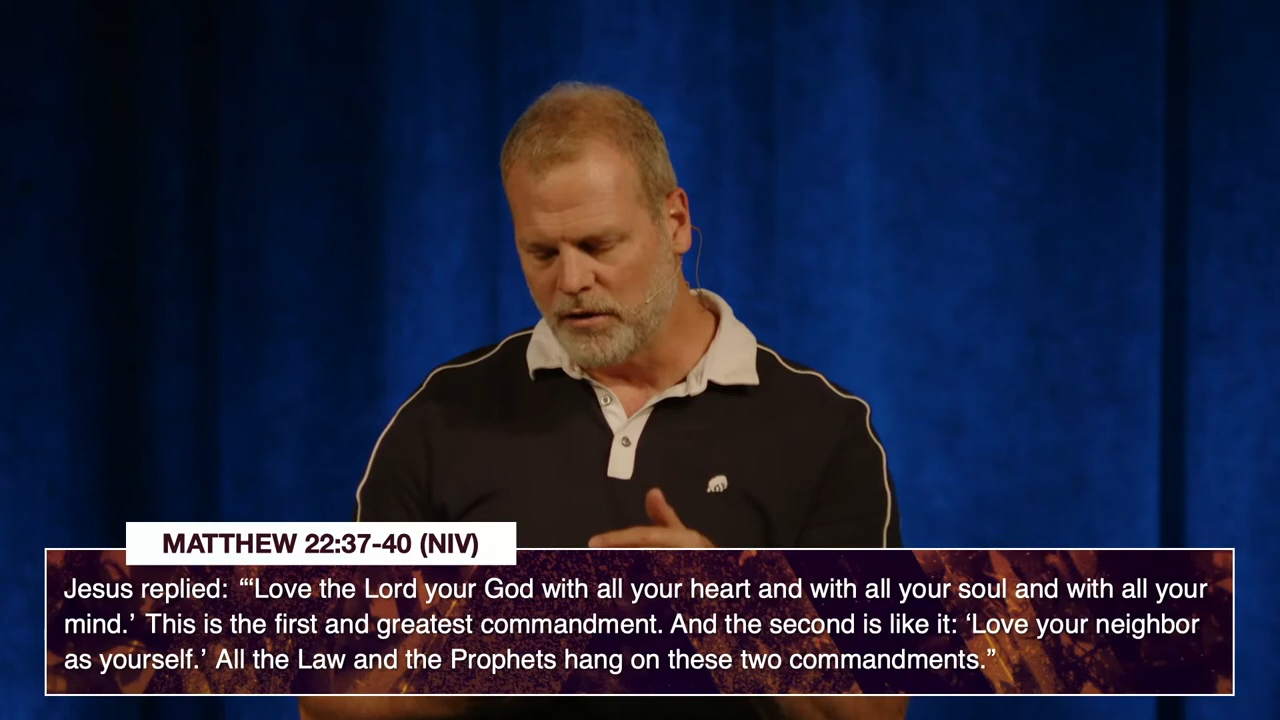 MATTHEW 22:37-40 (NIV)
Jesus replied: “‘Love the Lord your God with all your heart and with all your soul and with all your
mind.’ This is the first and greatest commandment. And the second is like it: ‘Love your neighbor
as yourself.’ All the Law and the Prophets hang on these two commandments.”